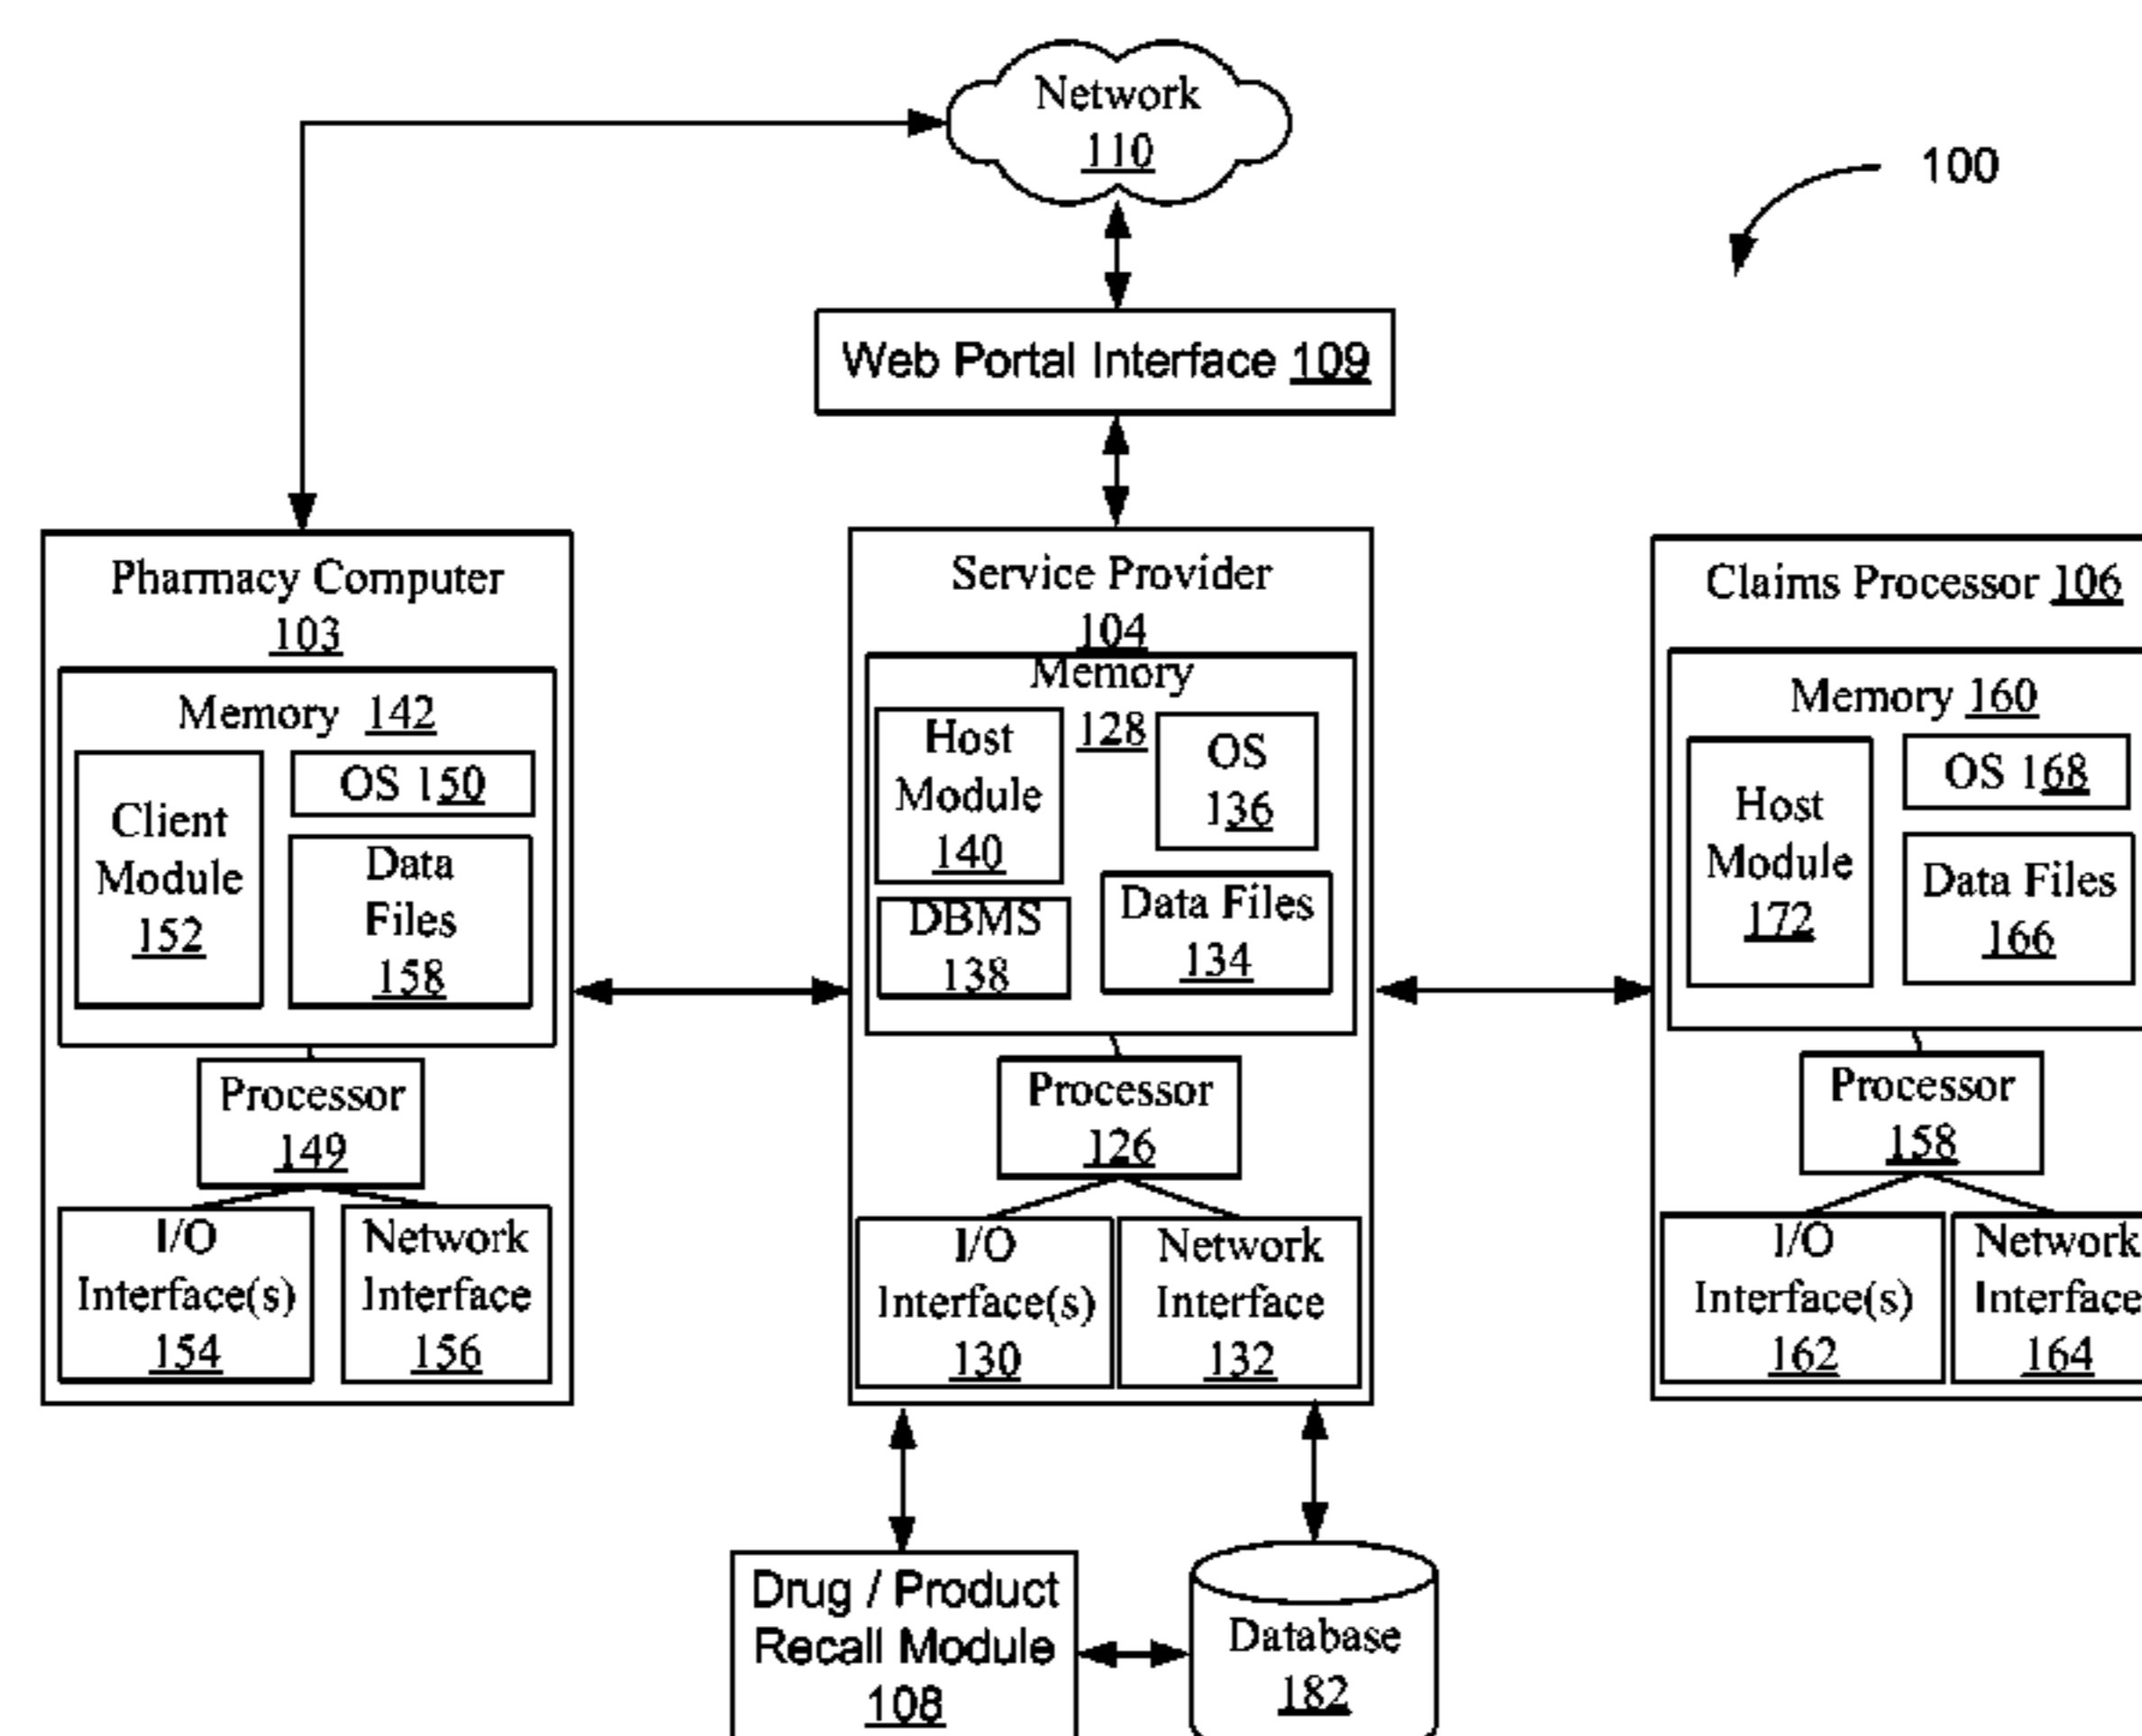 Network
110
100
Web Portal Interface 109
Pharmacy Computer
103
Memory 142
Client
Module
152
OS 150
Data
Files
158
Processor
149
I/O
Interface(s)
154
Network
Interface
156
Service Provider
104
Memory
128
Host
Module
140
OS
136
DBMS
138
Data Files
134
Processor
126
I/O
Interface(s)
130
Network
Interface
132
Claims Processor 106
Memory 160
Host
Module
172
OS 168
Data Files
166
Processor
158
I/O
Interface(s)
162
Network
Interface
164
Drug / Product
Recall Module
108
Database
182